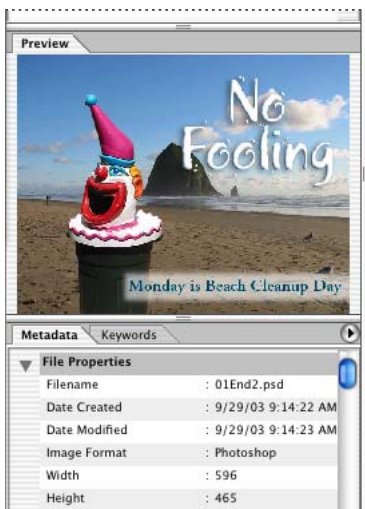 Preview
No
Fooling
Monday is Beach Cleanup Day
Metadata Keywords
File Properties
Filename : 01End2.psd
Date Created : 9/29/03 9:14:22 AM
Date Modified : 9/29/03 9:14:23 AM
Image Format : Photoshop
Width : 596
Height : 465